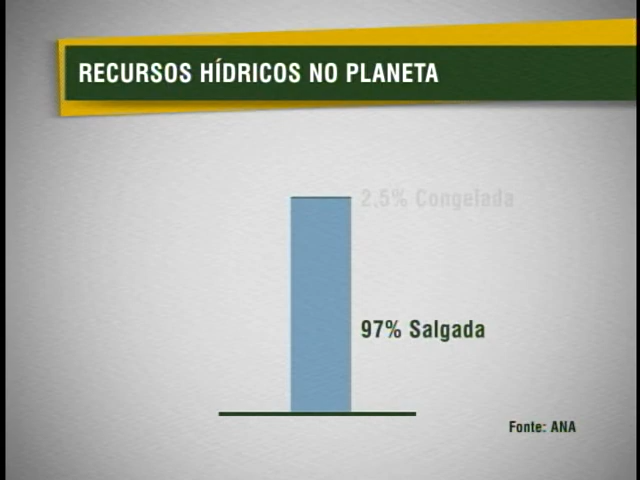 RECURSOS HÍDRICOS NO PLANETA
2,5% Congelada
97% Salgada
Fonte: ANA